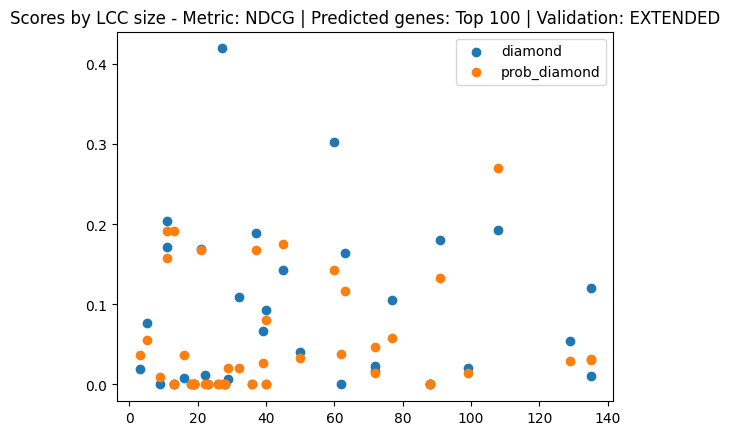 Scores by LCC size - Metric: NDCG | Predicted genes: Top 100 | Validation: EXTENDED
diamond
prob_diamond
0.4
0.3
0.2
0.1
0.0
0 20 40 60 80 100 120 140